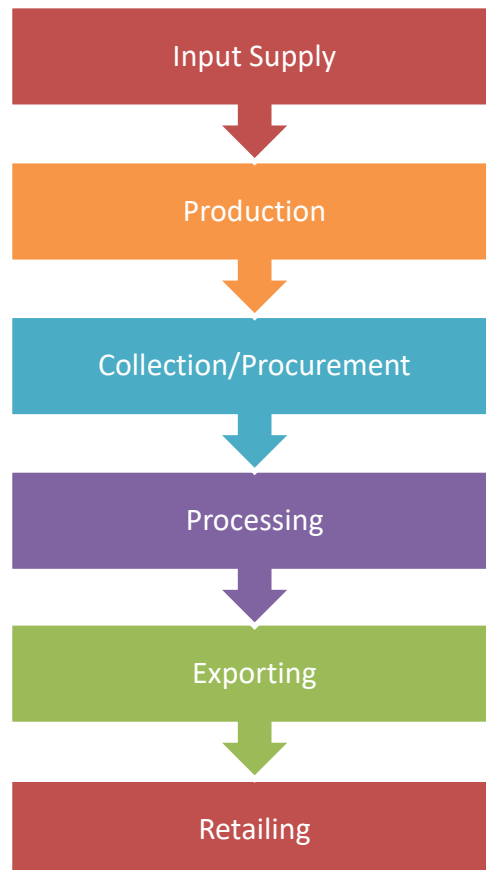 Input Supply
Production
Collection/Procurement
Processing
Exporting
Retailing